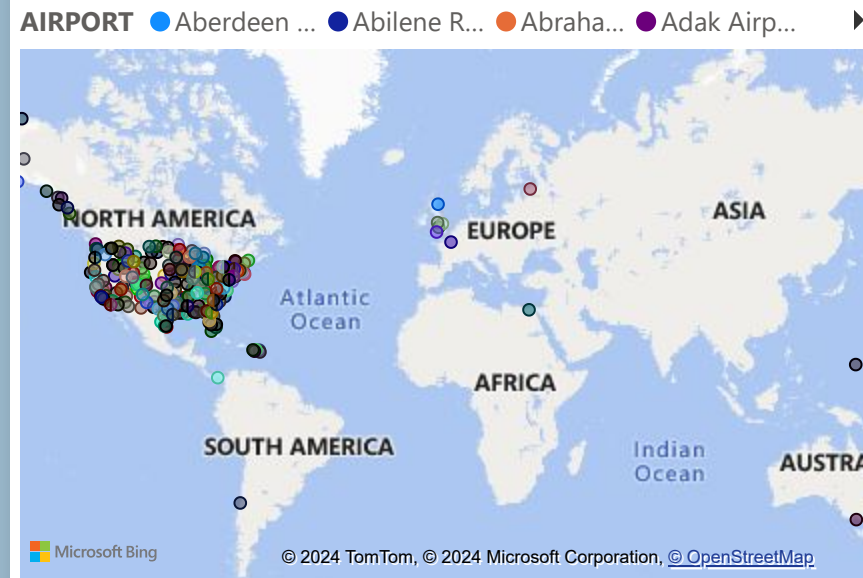 AIRPORT Aberdeen ... Abilene R... Abraha... Adak Airp...
NORTH AMERICA
EUROPE
ASIA
Atlantic
Ocean
AFRICA
SOUTH AMERICA
Indian
Ocean
AUSTRA
Microsoft Bing
© 2024 TomTom, © 2024 Microsoft Corporation, © OpenStreetMap